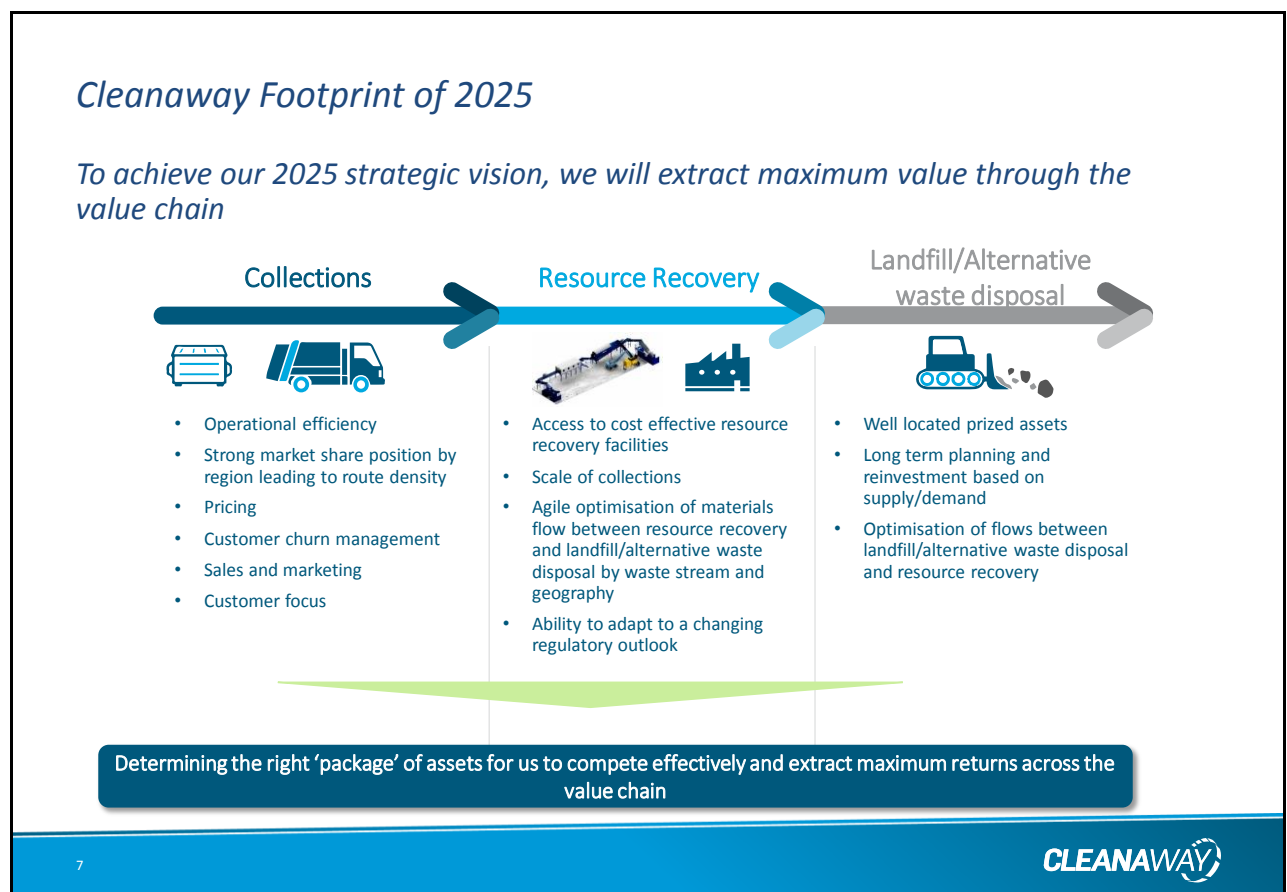 Cleanaway Footprint of 2025
To achieve our 2025 strategic vision, we will extract maximum value through the
value chain
Collections
Resource Recovery
Landfill/Alternative
waste disposal
• Operational efficiency
• Strong market share position by
region leading to route density
• Pricing
• Customer churn management
• Sales and marketing
• Customer focus
• Access to cost effective resource
recovery facilities
• Scale of collections
• Agile optimisation of materials
flow between resource recovery
and landfill/alternative waste
disposal by waste stream and
geography
• Ability to adapt to a changing
regulatory outlook
• Well located prized assets
• Long term planning and
reinvestment based on
supply/demand
• Optimisation of flows between
landfill/alternative waste disposal
and resource recovery
Determining the right ‘package’ of assets for us to compete effectively and extract maximum returns across the
value chain
7
CLEANAWAY